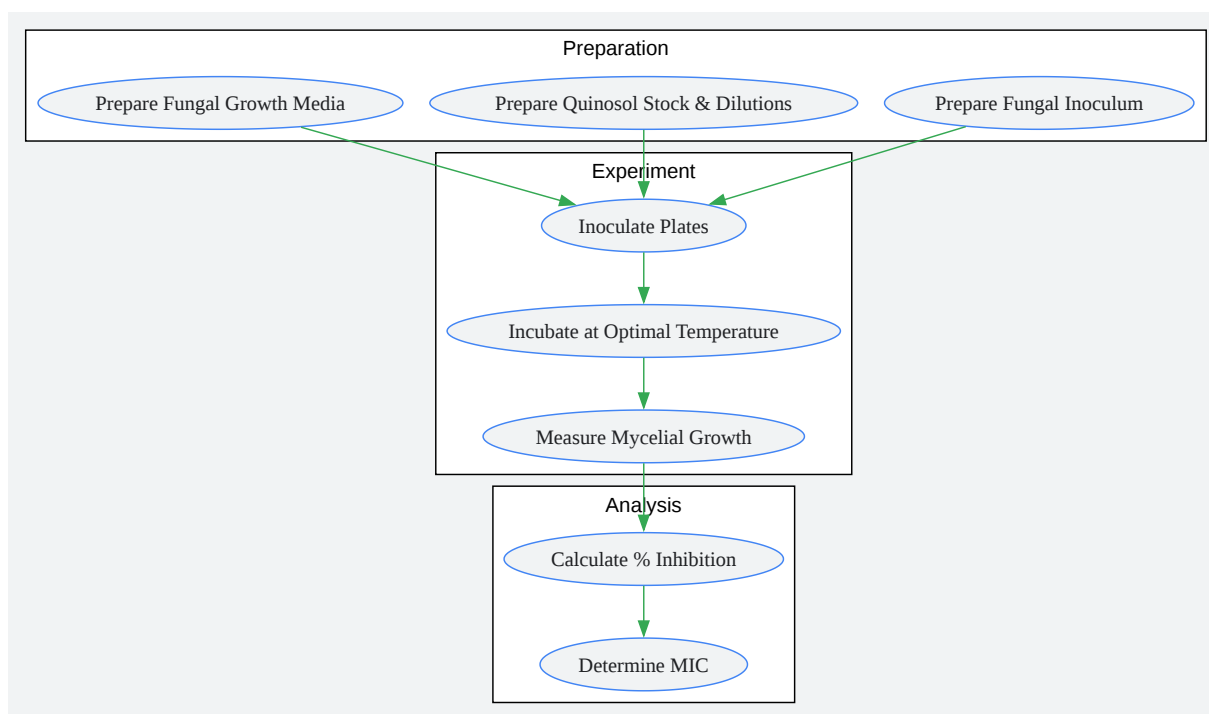 Preparation
Prepare Fungal Growth Media
Prepare Quinosol Stock & Dilutions
Prepare Fungal Inoculum
Experiment
Inoculate Plates
Incubate at Optimal Temperature
Measure Mycelial Growth
Analysis
Calculate % Inhibition
Determine MIC